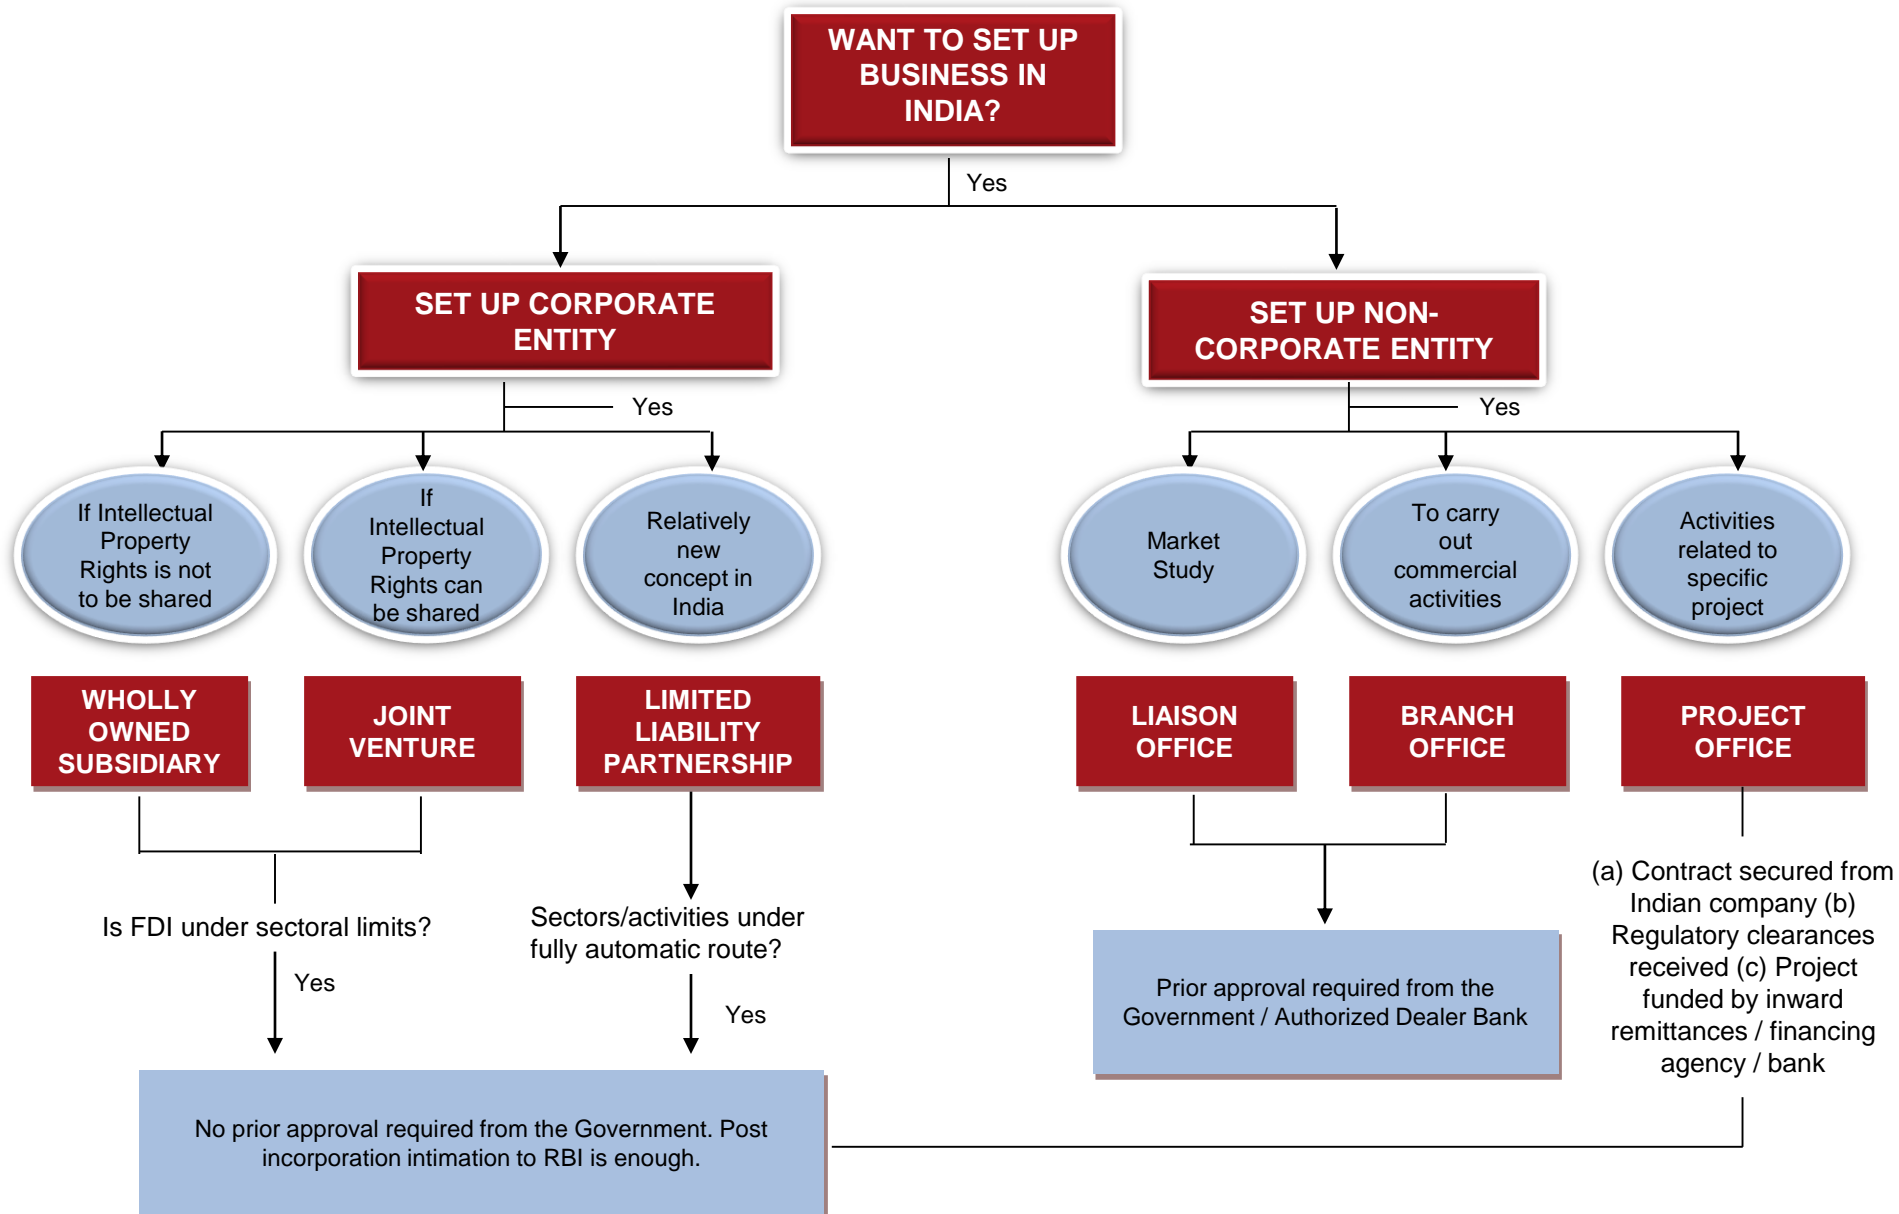 WANT TO SET UP
BUSINESS IN
INDIA?
Yes
SET UP CORPORATE
ENTITY
SET UP NON-
CORPORATE ENTITY
Yes
Yes
If Intellectual
Property
Rights is not
to be shared
If
Intellectual
Property
Rights can
be shared
Relatively
new
concept in
India
Market
Study
To carry
out
commercial
activities
Activities
related to
specific
project
WHOLLY
OWNED
SUBSIDIARY
JOINT
VENTURE
LIMITED
LIABILITY
PARTNERSHIP
LIAISON
OFFICE
BRANCH
OFFICE
PROJECT
OFFICE
Is FDI under sectoral limits?
Yes
Sectors/activities under
fully automatic route?
Yes
Prior approval required from the
Government / Authorized Dealer Bank
(a) Contract secured from
Indian company (b)
Regulatory clearances
received (c) Project
funded by inward
remittances / financing
agency / bank
No prior approval required from the Government. Post
incorporation intimation to RBI is enough.